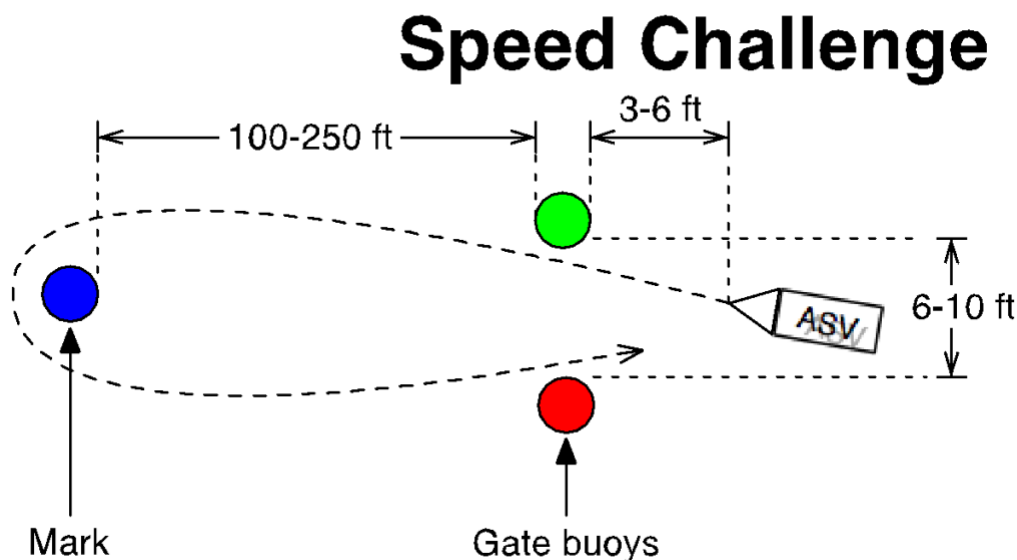 Speed Challenge
100-250 ft
3-6 ft
ASV
6-10 ft
Mark
Gate buoys